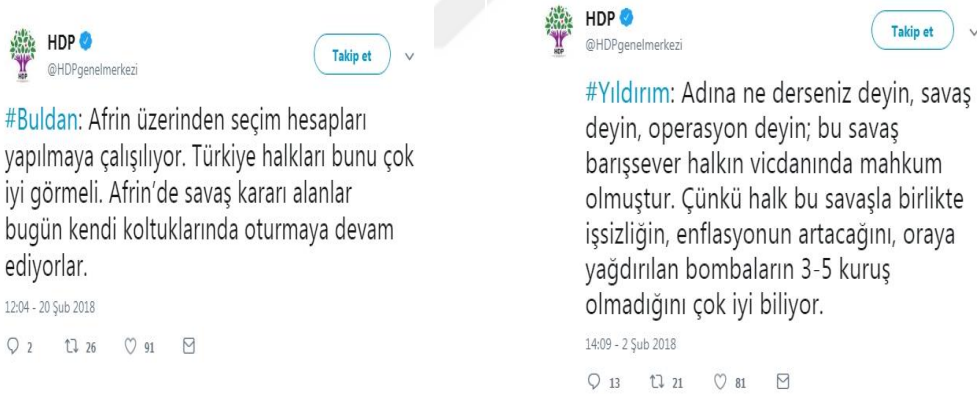 HDP
@HDPgenelmerkezi
Takip et
#Buldan: Afrin üzerinden seçim hesapları
yapılmaya çalışılıyor. Türkiye halkları bunu çok
iyi görmeli. Afrin'de savaş kararı alanlar
bugün kendi koltuklarında oturmaya devam
ediyorlar.
12:04 - 20 Şub 2018
2 26 91
HDP
@HDPgenelmerkezi
Takip et
#Yıldırım: Adına ne derseniz deyin, savaş
deyin, operasyon deyin; bu savaş
barışsever halkın vicdanında mahkum
olmuştur. Çünkü halk bu savaşla birlikte
işsizliğin, enflasyonun artacağını, oraya
yağdırılan bombaların 3-5 kuruş
olmadığını çok iyi biliyor.
14:09 - 2 Şub 2018
13 21 81